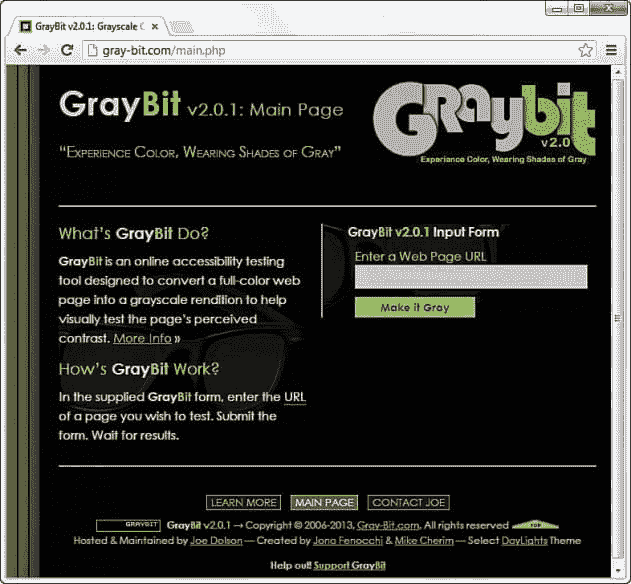 GrayBit v2.0.1: Grayscale C
gray-bit.com/main.php
GrayBit v2.0.1: Main Page
“Experience Color, Wearing Shades of Gray”
Graybit
v2.0
Experience Color, Wearing Shades of Gray
What’s GrayBit Do?
GrayBit is an online accessibility testing
tool designed to convert a full-color web
page into a grayscale rendition to help
visually test the page’s perceived
contrast. More Info »
How’s GrayBit Work?
In the supplied GrayBit form, enter the URL
of a page you wish to test. Submit the
form. Wait for results.
GrayBit v2.0.1 Input Form
Enter a Web Page URL
Make it Gray
LEARN MORE MAIN PAGE CONTACT JOE
GRAYBIT GrayBit v2.0.1 → Copyright © 2006-2013, Gray-Bit.com. All rights reserved TOP
Hosted & Maintained by Joe Dolson — Created by Jona Fenocchi & Mike Cherim — Select DayLights Theme
Help out! Support GrayBit